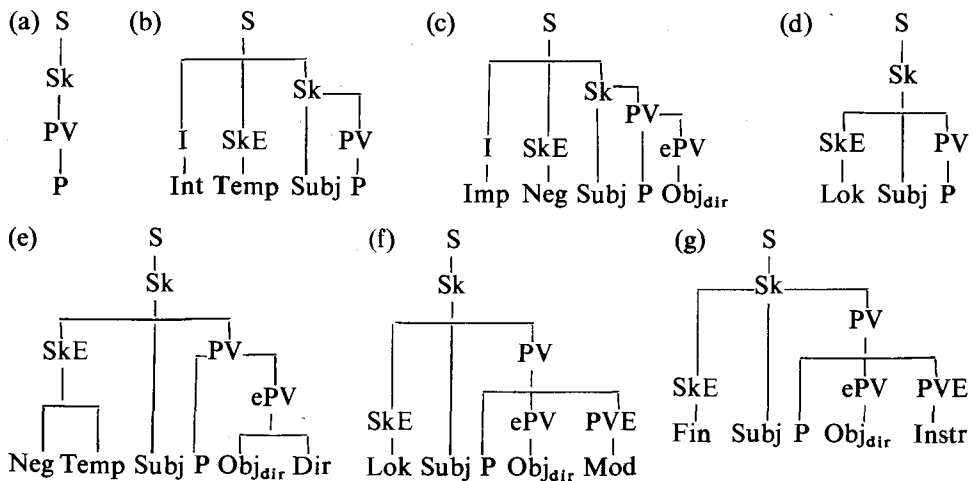 (a) S (b) S (c) S (d) S
Sk Sk Sk Sk
PV I SkE PV I SkE PV ePV SkE PV
P Int Temp Subj P Imp Neg Subj P Obj_dir Lok Subj P
(e) S (f) S (g) S
Sk Sk Sk
SkE PV PV PV
ePV SkE ePV PVE SkE ePV PVE
Neg Temp Subj P Obj_dir Dir Lok Subj P Obj_dir Mod Fin Subj P Obj_dir Instr